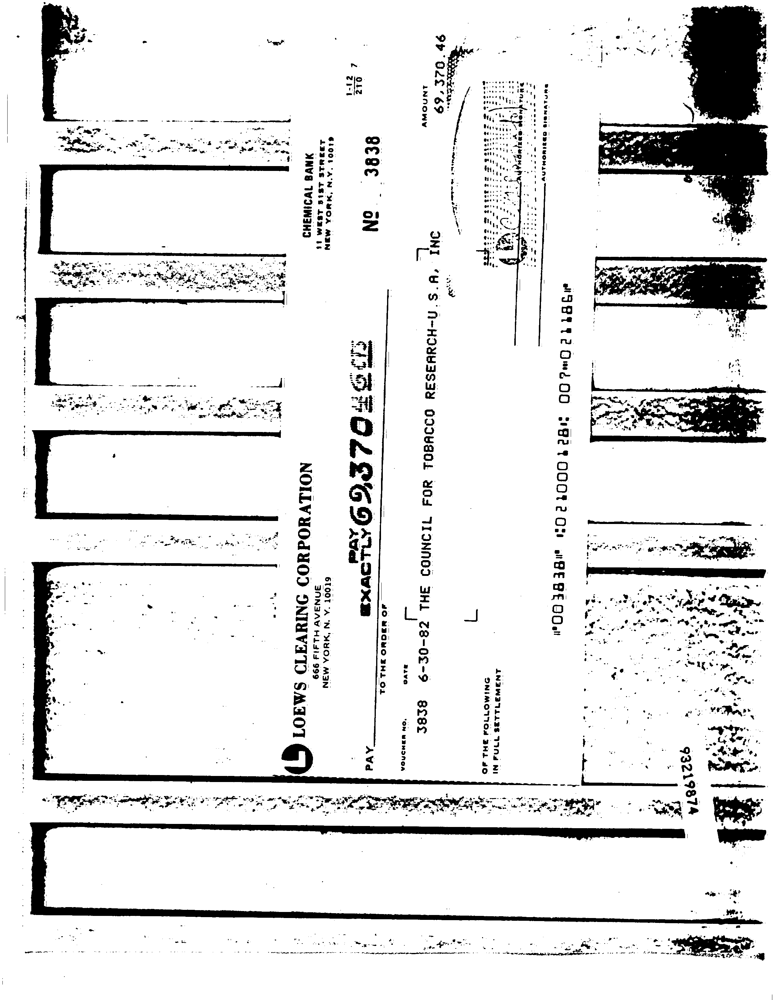 LOEWS CLEARING CORPORATION
666 FIFTH AVENUE
NEW YORK, N. Y. 10019
CHEMICAL BANK
11 WEST 51ST STREET
NEW YORK, N.Y. 10019
1-12 7
210
PAY
PAY
EXACTLY 69,370 46 CTS
Nº 3838
TO THE ORDER OF
VOUCHER NO. DATE
AMOUNT
3838 6-30-82 THE COUNCIL FOR TOBACCO RESEARCH-U.S.A. INC
69,370.46
OF THE FOLLOWING
IN FULL SETTLEMENT
AUTHORIZED SIGNATURE
AUTHORIZED SIGNATURE
⑈003838⑈ ⑆021000128⑆ 007⑉021186⑈
93219874